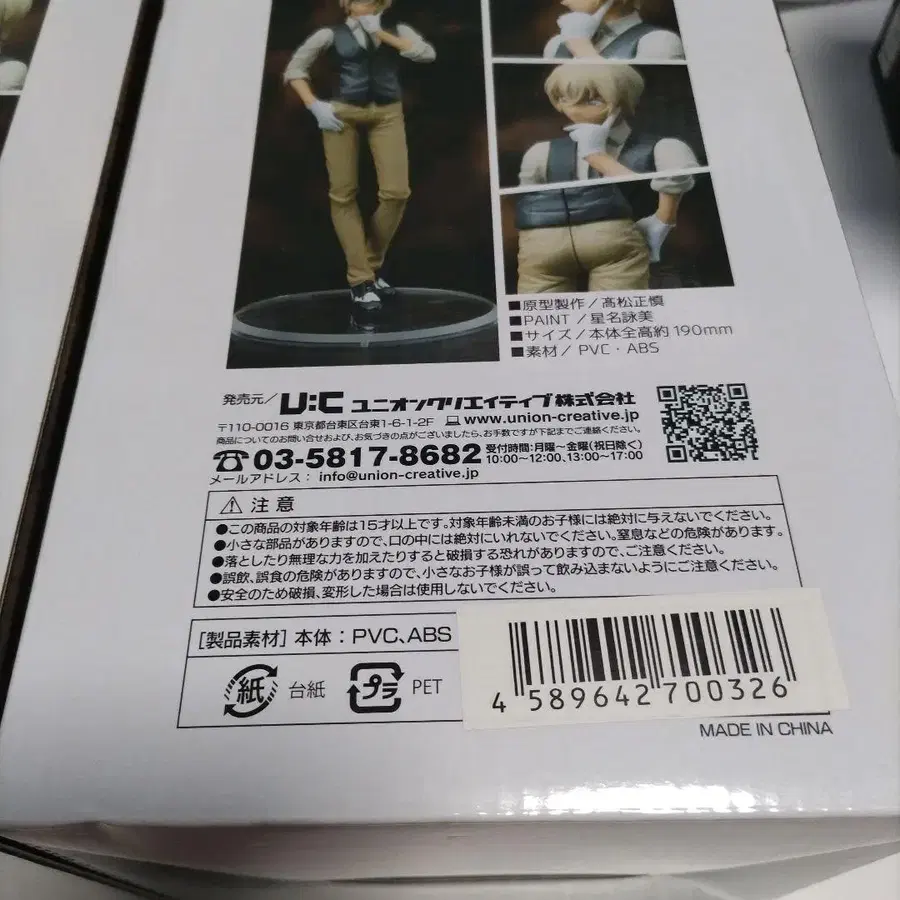 ■原型製作/髙松正慎
■PAINT /星名詠美
■サイズ/本体全高約190mm
■素材/ PVC・ABS
発売元/ U:C ユニオンクリエイティブ株式会社
〒110-0016 東京都台東区台東1-6-1-2F www.union-creative.jp
商品についてのお問い合せおよび、お気づきの点がございましたら、お手数ですが下記までご連絡ください。
☎03-5817-8682 受付時間:月曜〜金曜(祝日除く)
10:00〜12:00、13:00〜17:00
メールアドレス: info@union-creative.jp
⚠ 注意
●この商品の対象年齢は15才以上です。対象年齢未満のお子様には絶対に与えないでください。
●小さな部品がありますので、口の中には絶対にいれないでください。窒息などの危険があります。
●落としたり無理な力を加えたりすると破損する恐れがありますので、ご注意ください。
●誤飲、誤食の危険がありますので、小さなお子様が誤って飲み込まないようにご注意ください。
●安全のため破損、変形した場合は使用しないでください。
[製品素材] 本体:PVC、ABS
紙 台紙 プラ PET
4 589642 700326
MADE IN CHINA